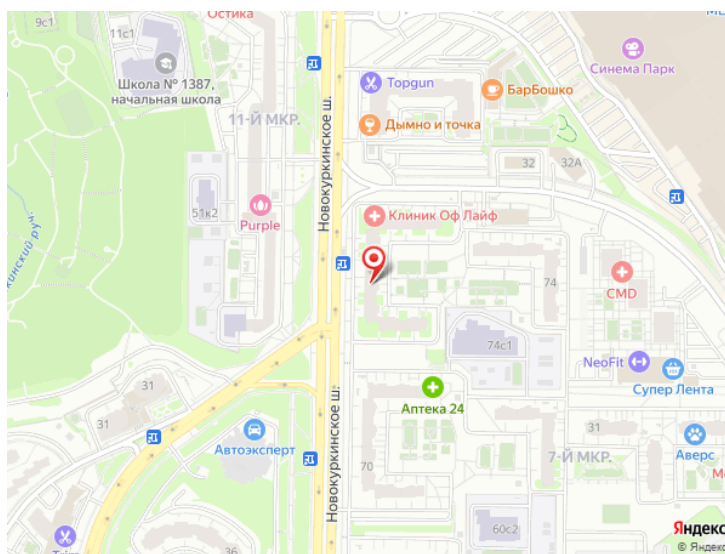 9с1
Остика
11с1
Школа № 1387,
начальная школа
11-Й МКР.
Новокуркинское ш.
Topgun
БарБошко
Дымно и точка
Синема Парк
32
32А
51к2
Purple
Клиник Оф Лайф
74
CMD
74с1
NeoFit
Супер Лента
31
31
Аптека 24
Новокуркинское ш.
Автоэксперт
70
31
Аверс
7-Й МКР.
60с2
36
Яндекс